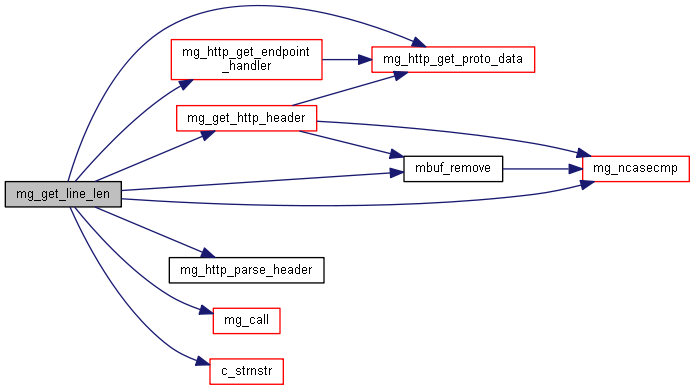 mg_get_line_len
mg_http_get_endpoint
_handler
mg_http_get_proto_data
mg_get_http_header
mbuf_remove
mg_ncasecmp
mg_http_parse_header
mg_call
c_strnstr